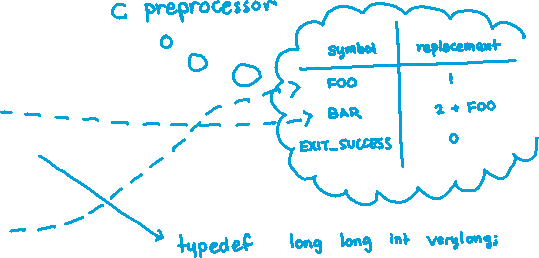 C preprocessor
symbol replacement
FOO 1
BAR 2 + FOO
EXIT_SUCCESS 0
typedef long long int verylong;